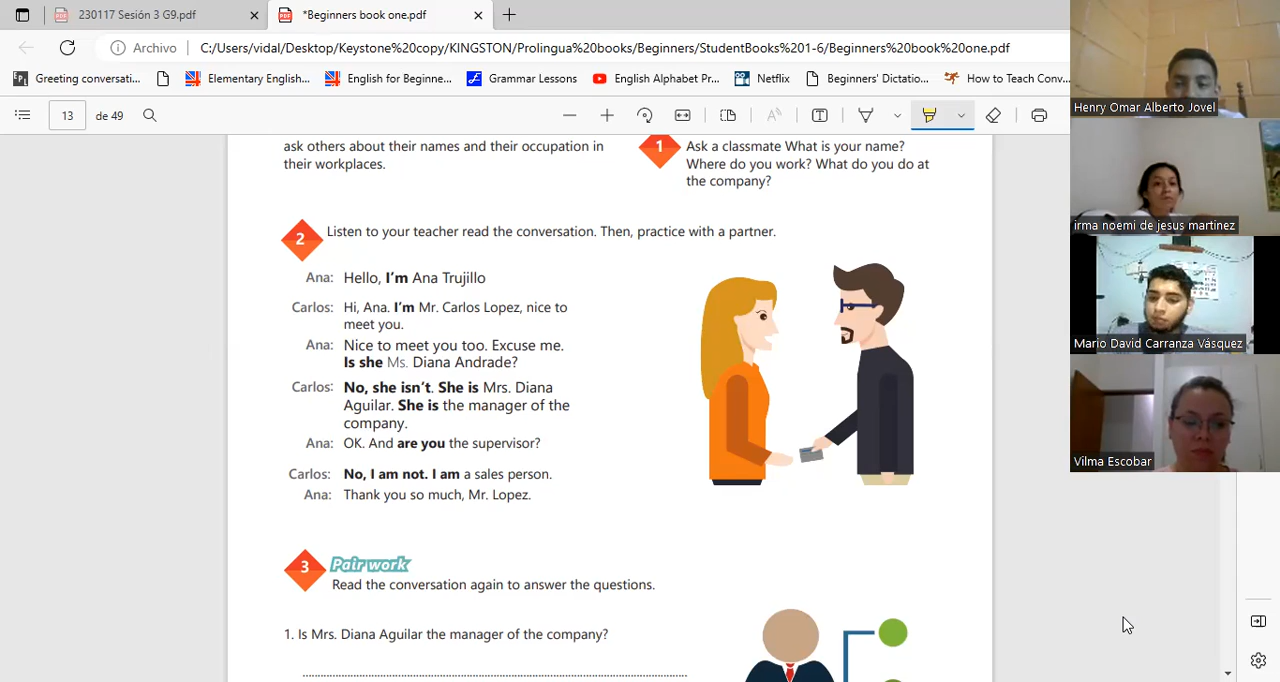 230117 Sesión 3 G9.pdf
*Beginners book one.pdf
Archivo
C:/Users/vidal/Desktop/Keystone%20copy/KINGSTON/Prolingua%20books/Beginners/StudentBooks%201-6/Beginners%20book%20one.pdf
Greeting conversati...
Elementary English...
English for Beginne...
Grammar Lessons
English Alphabet Pr...
Netflix
Beginners' Dictatio...
How to Teach Conv...
13 de 49
ask others about their names and their occupation in
their workplaces.
1
Ask a classmate What is your name?
Where do you work? What do you do at
the company?
2
Listen to your teacher read the conversation. Then, practice with a partner.
Ana: Hello, I'm Ana Trujillo
Carlos: Hi, Ana. I'm Mr. Carlos Lopez, nice to
meet you.
Ana: Nice to meet you too. Excuse me.
Is she Ms. Diana Andrade?
Carlos: No, she isn't. She is Mrs. Diana
Aguilar. She is the manager of the
company.
Ana: OK. And are you the supervisor?
Carlos: No, I am not. I am a sales person.
Ana: Thank you so much, Mr. Lopez.
3
Pair work
Read the conversation again to answer the questions.
1. Is Mrs. Diana Aguilar the manager of the company?
Henry Omar Alberto Jovel
irma noemi de jesus martinez
Mario David Carranza Vásquez
Vilma Escobar